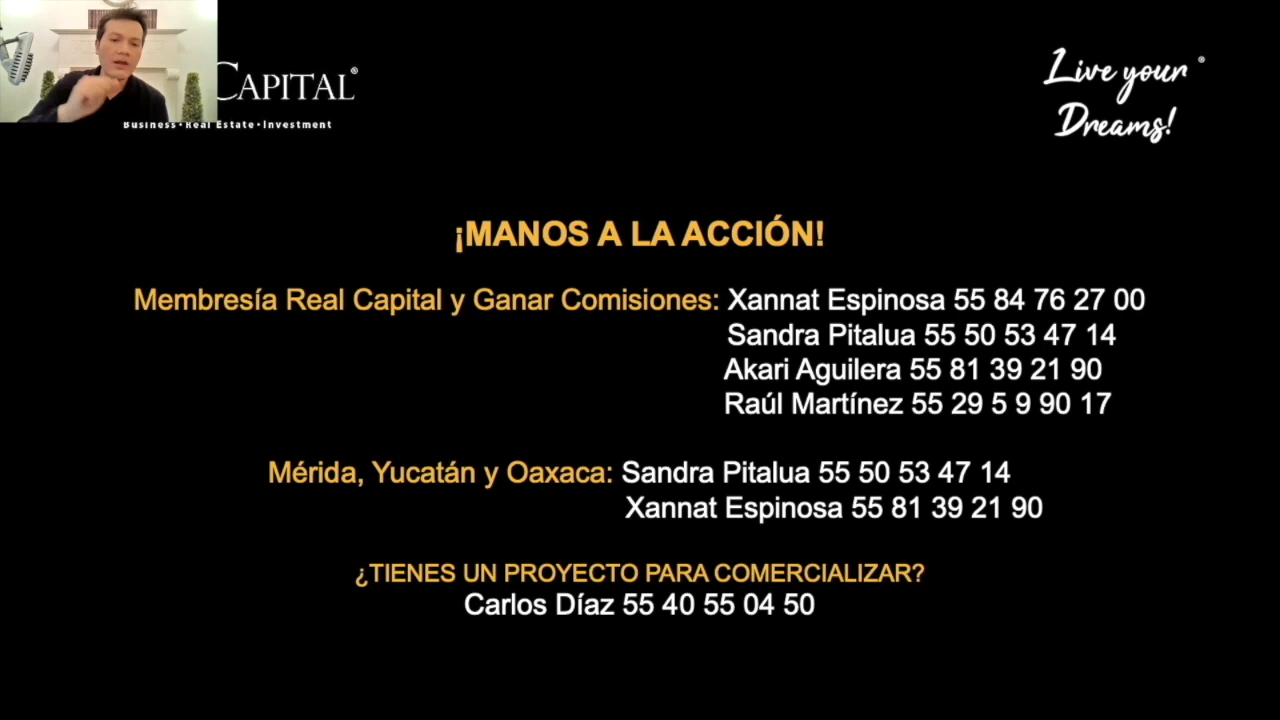 CAPITAL®
Business • Real Estate • Investment
Live your ®
Dreams!
¡MANOS A LA ACCIÓN!
Membresía Real Capital y Ganar Comisiones: Xannat Espinosa 55 84 76 27 00
Sandra Pitalua 55 50 53 47 14
Akari Aguilera 55 81 39 21 90
Raúl Martínez 55 29 5 9 90 17
Mérida, Yucatán y Oaxaca: Sandra Pitalua 55 50 53 47 14
Xannat Espinosa 55 81 39 21 90
¿TIENES UN PROYECTO PARA COMERCIALIZAR?
Carlos Díaz 55 40 55 04 50